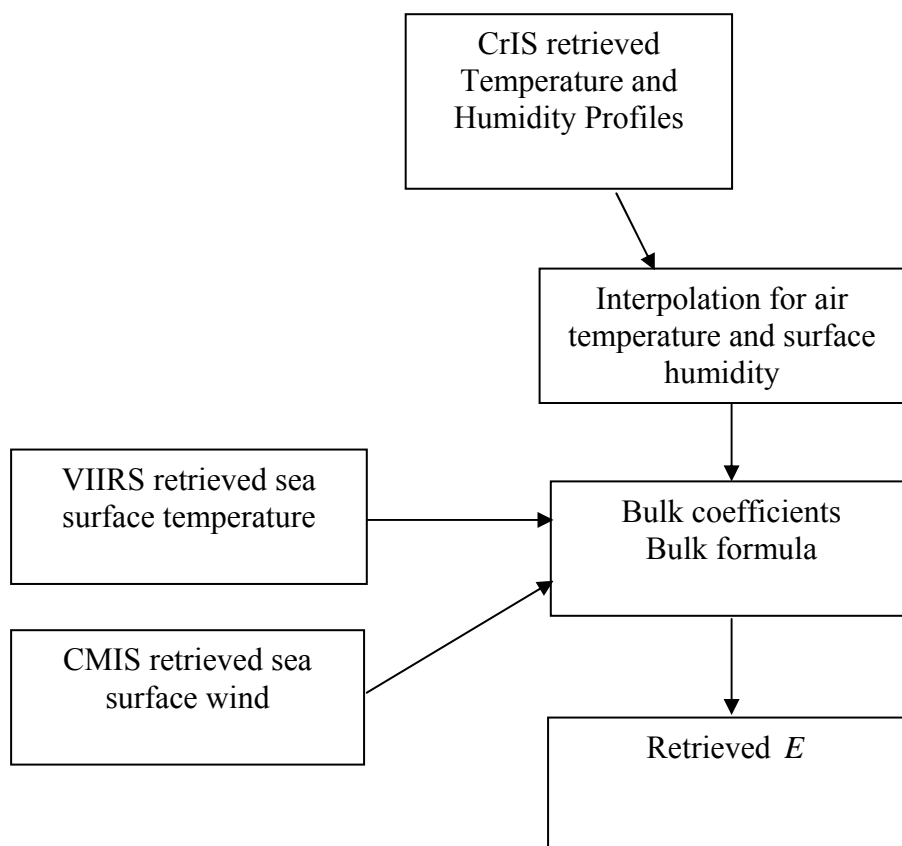 CrIS retrieved
Temperature and
Humidity Profiles
Interpolation for air
temperature and surface
humidity
VIIRS retrieved sea
surface temperature
Bulk coefficients
Bulk formula
CMIS retrieved sea
surface wind
Retrieved E